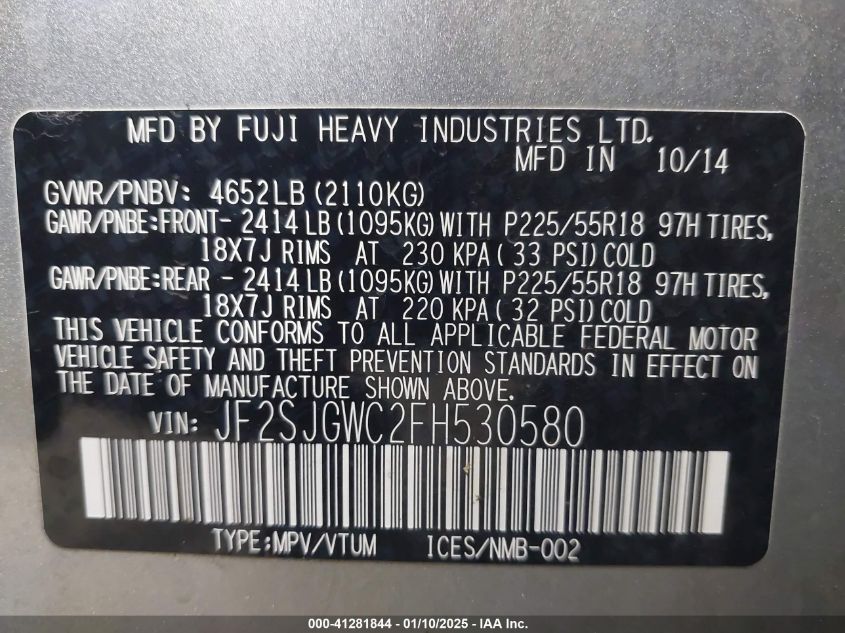 MFD BY FUJI HEAVY INDUSTRIES LTD.
MFD IN 10/14
GVWR/PNBV: 4652LB (2110KG)
GAWR/PNBE:FRONT- 2414 LB (1095KG) WITH P225/55R18 97H TIRES,
18X7J RIMS AT 230 KPA ( 33 PSI) COLD
GAWR/PNBE:REAR - 2414 LB (1095KG) WITH P225/55R18 97H TIRES,
18X7J RIMS AT 220 KPA ( 32 PSI) COLD
THIS VEHICLE CONFORMS TO ALL APPLICABLE FEDERAL MOTOR
VEHICLE SAFETY AND THEFT PREVENTION STANDARDS IN EFFECT ON
THE DATE OF MANUFACTURE SHOWN ABOVE.
VIN: JF2SJGWC2FH530580
TYPE:MPV/VTUM ICES/NMB-002
000-41281844 - 01/10/2025 - IAA Inc.